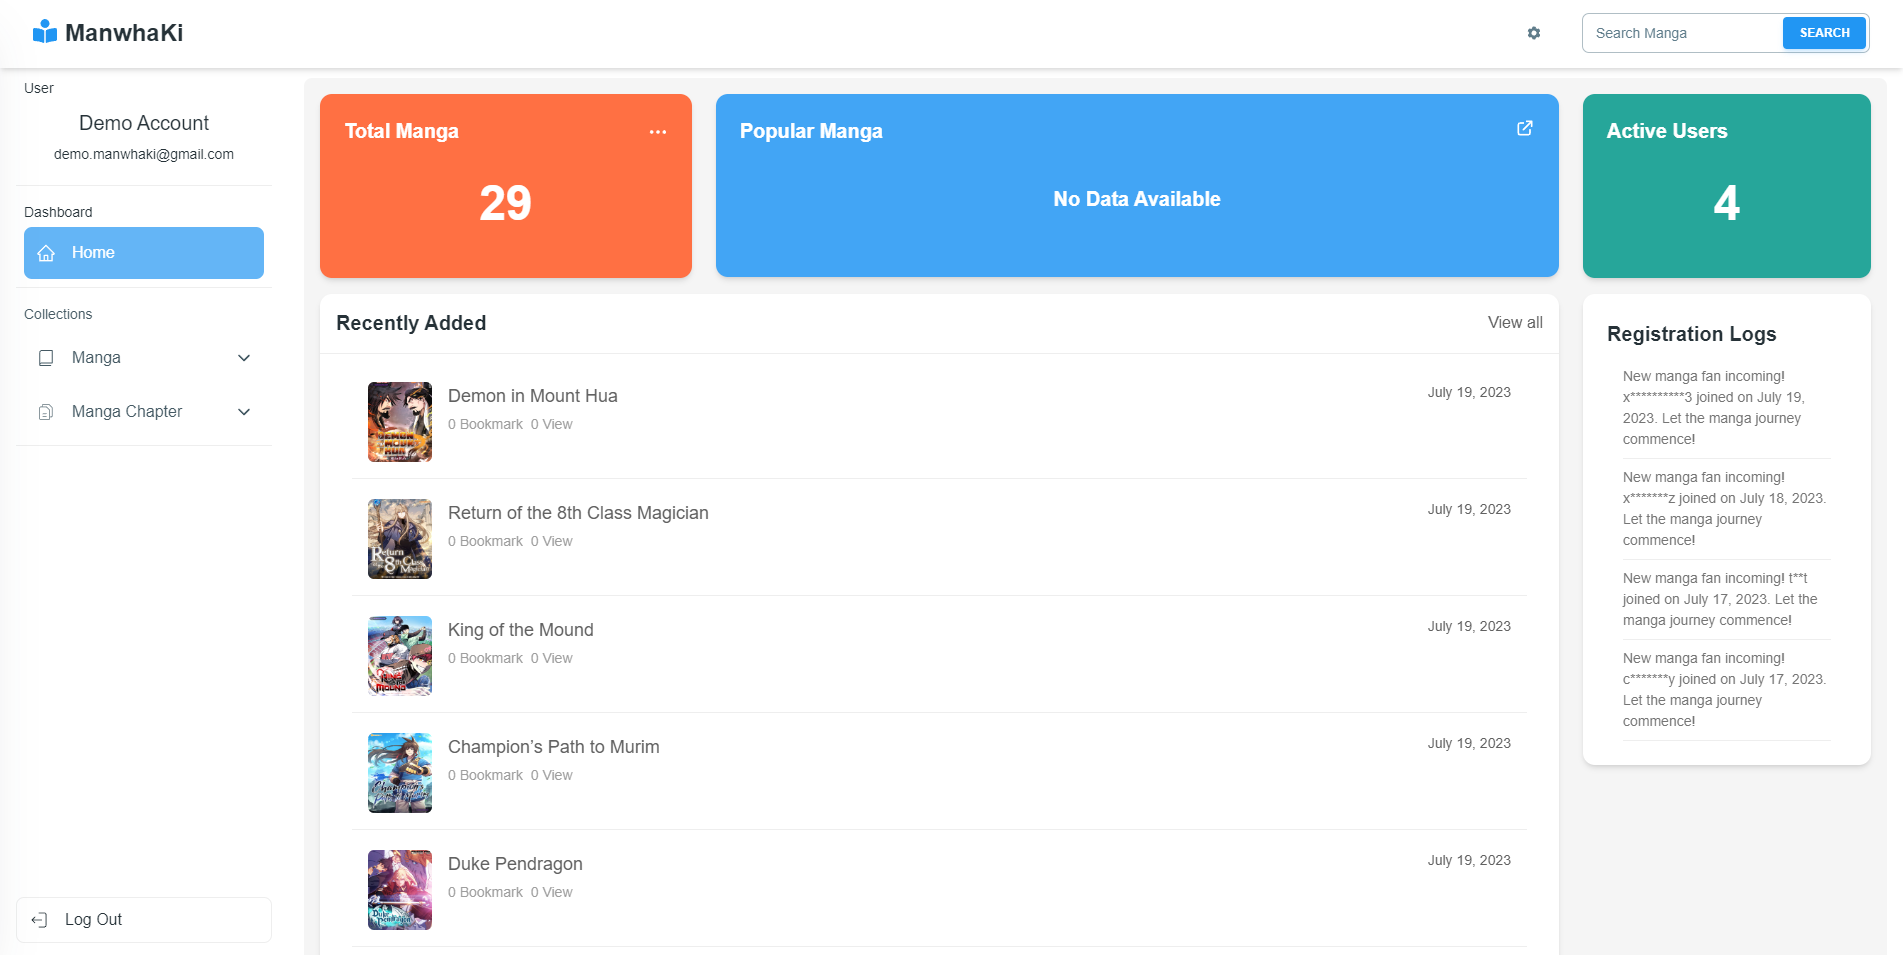 ManwhaKi
Search Manga
SEARCH
User
Demo Account
demo.manwhaki@gmail.com
Dashboard
Home
Collections
Manga
Manga Chapter
Log Out
Total Manga
29
Popular Manga
No Data Available
Active Users
4
Recently Added
View all
Demon in Mount Hua
July 19, 2023
0 Bookmark 0 View
Return of the 8th Class Magician
July 19, 2023
0 Bookmark 0 View
Return
8th Class
Magician
King of the Mound
July 19, 2023
0 Bookmark 0 View
Champion’s Path to Murim
July 19, 2023
0 Bookmark 0 View
Duke Pendragon
July 19, 2023
0 Bookmark 0 View
Duke
Pendragon
Registration Logs
New manga fan incoming!
x**********3 joined on July 19,
2023. Let the manga journey
commence!
New manga fan incoming!
x*******z joined on July 18, 2023.
Let the manga journey
commence!
New manga fan incoming! t**t
joined on July 17, 2023. Let the
manga journey commence!
New manga fan incoming!
c*******y joined on July 17, 2023.
Let the manga journey
commence!